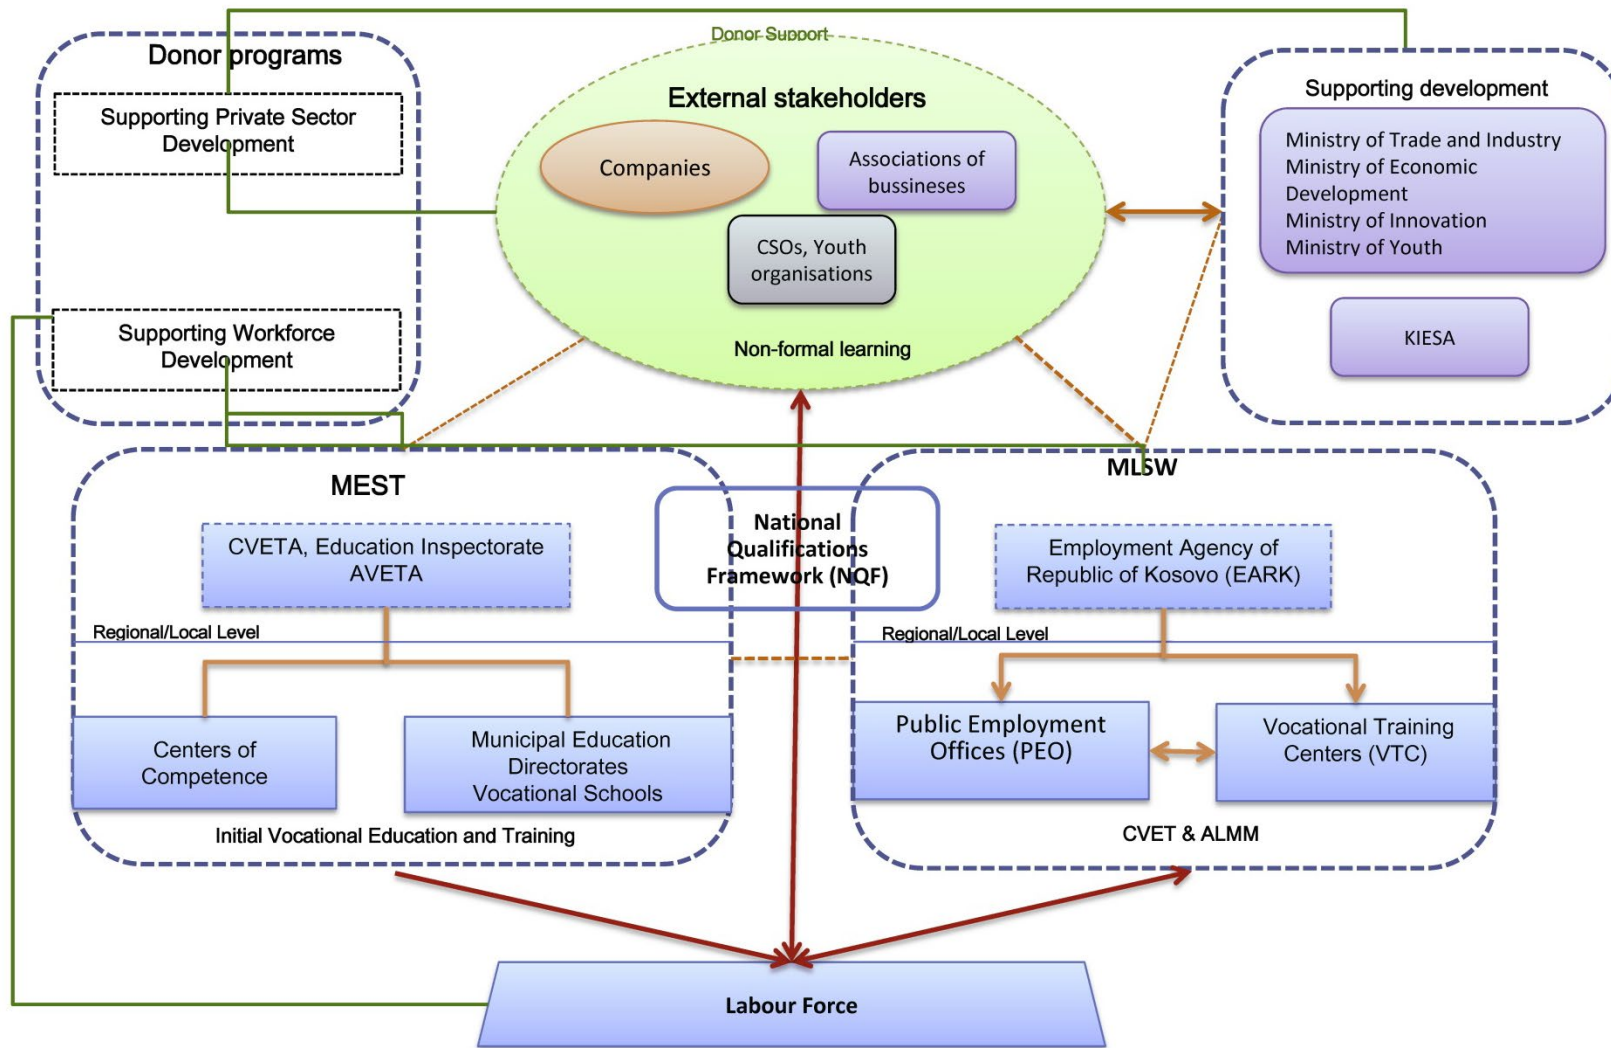 Donor Support
Donor programs
Supporting Private Sector
Development
Supporting Workforce
Development
External stakeholders
Companies
Associations of
bussineses
CSOs, Youth
organisations
Non-formal learning
Supporting development
Ministry of Trade and Industry
Ministry of Economic
Development
Ministry of Innovation
Ministry of Youth
KIESA
MEST
CVETA, Education Inspectorate
AVETA
Regional/Local Level
Centers of
Competence
Municipal Education
Directorates
Vocational Schools
Initial Vocational Education and Training
National
Qualifications
Framework (NQF)
MLSW
Employment Agency of
Republic of Kosovo (EARK)
Regional/Local Level
Public Employment
Offices (PEO)
Vocational Training
Centers (VTC)
CVET & ALMM
Labour Force